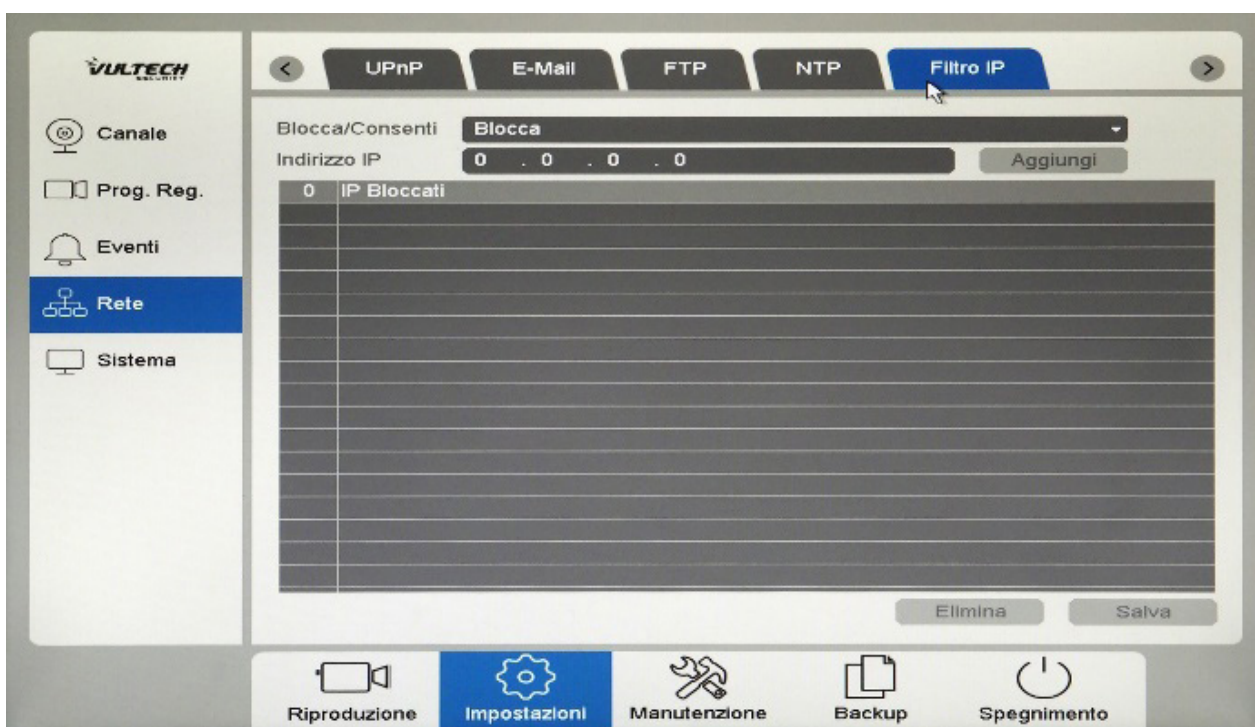 VULTECH
SECURITY
UPnP E-Mail FTP NTP Filtro IP
Canale
Prog. Reg.
Eventi
Rete
Sistema
Blocca/Consenti Blocca
Indirizzo IP 0 . 0 . 0 . 0 Aggiungi
0 IP Bloccati
Elimina Salva
Riproduzione Impostazioni Manutenzione Backup Spegnimento